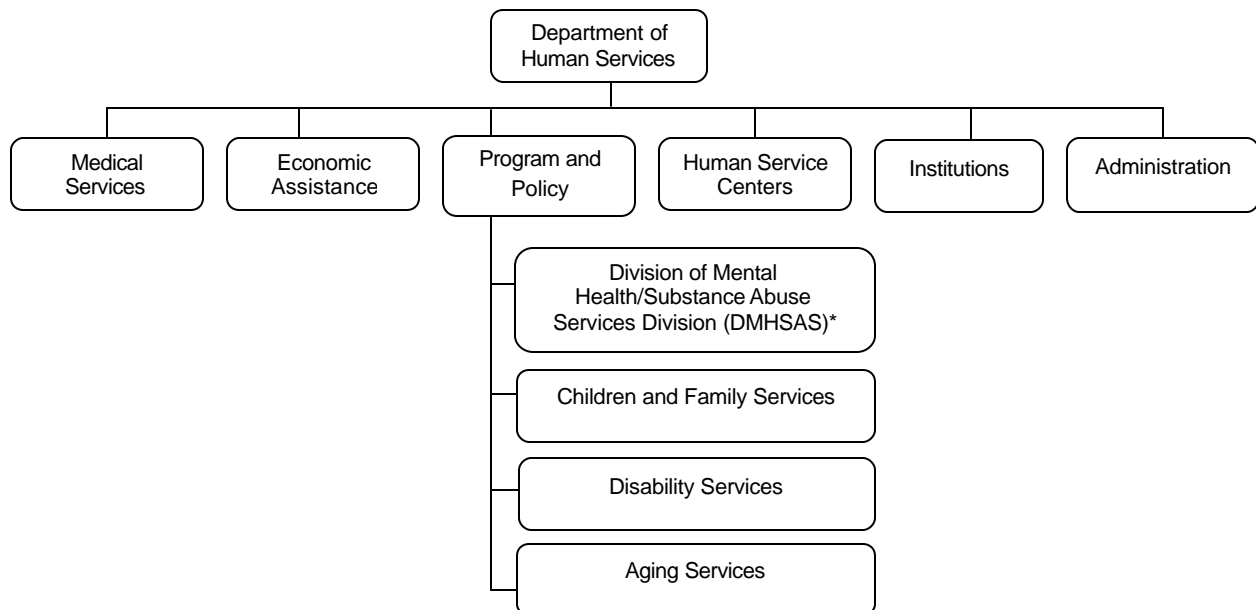 Department of
Human Services
Medical
Services
Economic
Assistance
Program and
Policy
Human Service
Centers
Institutions
Administration
Division of Mental
Health/Substance Abuse
Services Division (DMHSAS)*
Children and Family Services
Disability Services
Aging Services